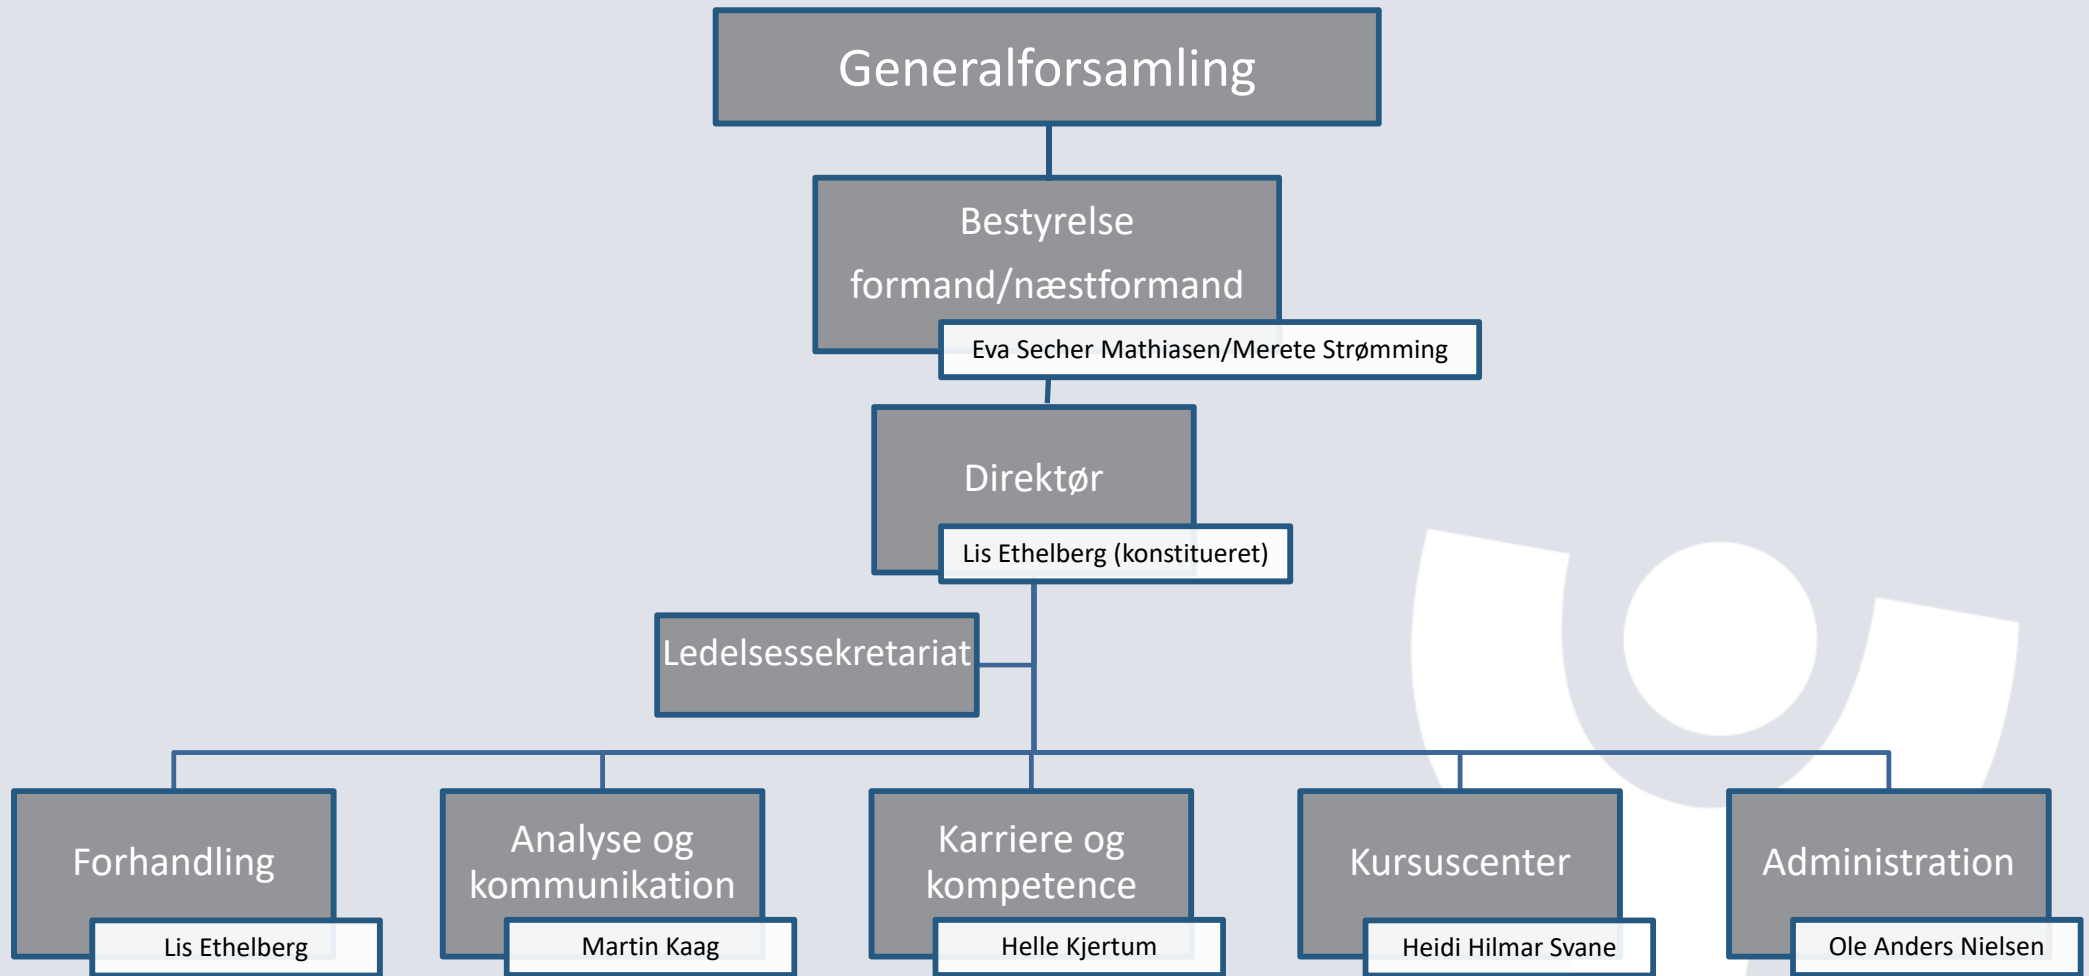 Generalforsamling
Bestyrelse
formand/næstformand
Eva Secher Mathiasen/Merete Strømming
Direktør
Lis Ethelberg (konstitueret)
Ledelsessekretariat
Forhandling
Lis Ethelberg
Analyse og
kommunikation
Martin Kaag
Karriere og
kompetence
Helle Kjertum
Kursuscenter
Heidi Hilmar Svane
Administration
Ole Anders Nielsen